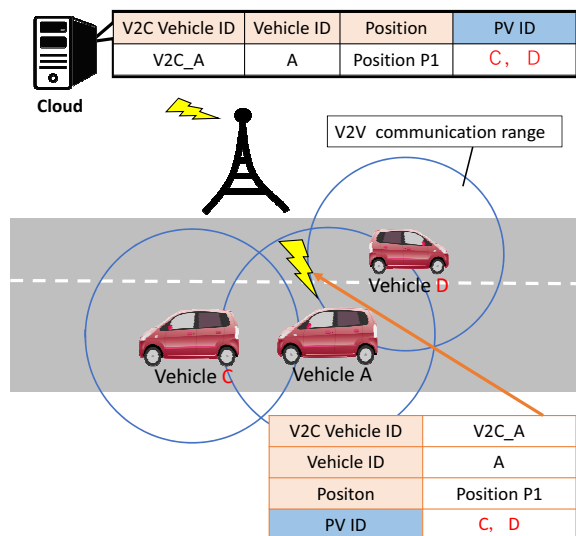 V2C Vehicle ID Vehicle ID Position PV ID
V2C_A A Position P1 C, D
Cloud
V2V communication range
Vehicle D
Vehicle C Vehicle A
V2C Vehicle ID V2C_A
Vehicle ID A
Positon Position P1
PV ID C, D